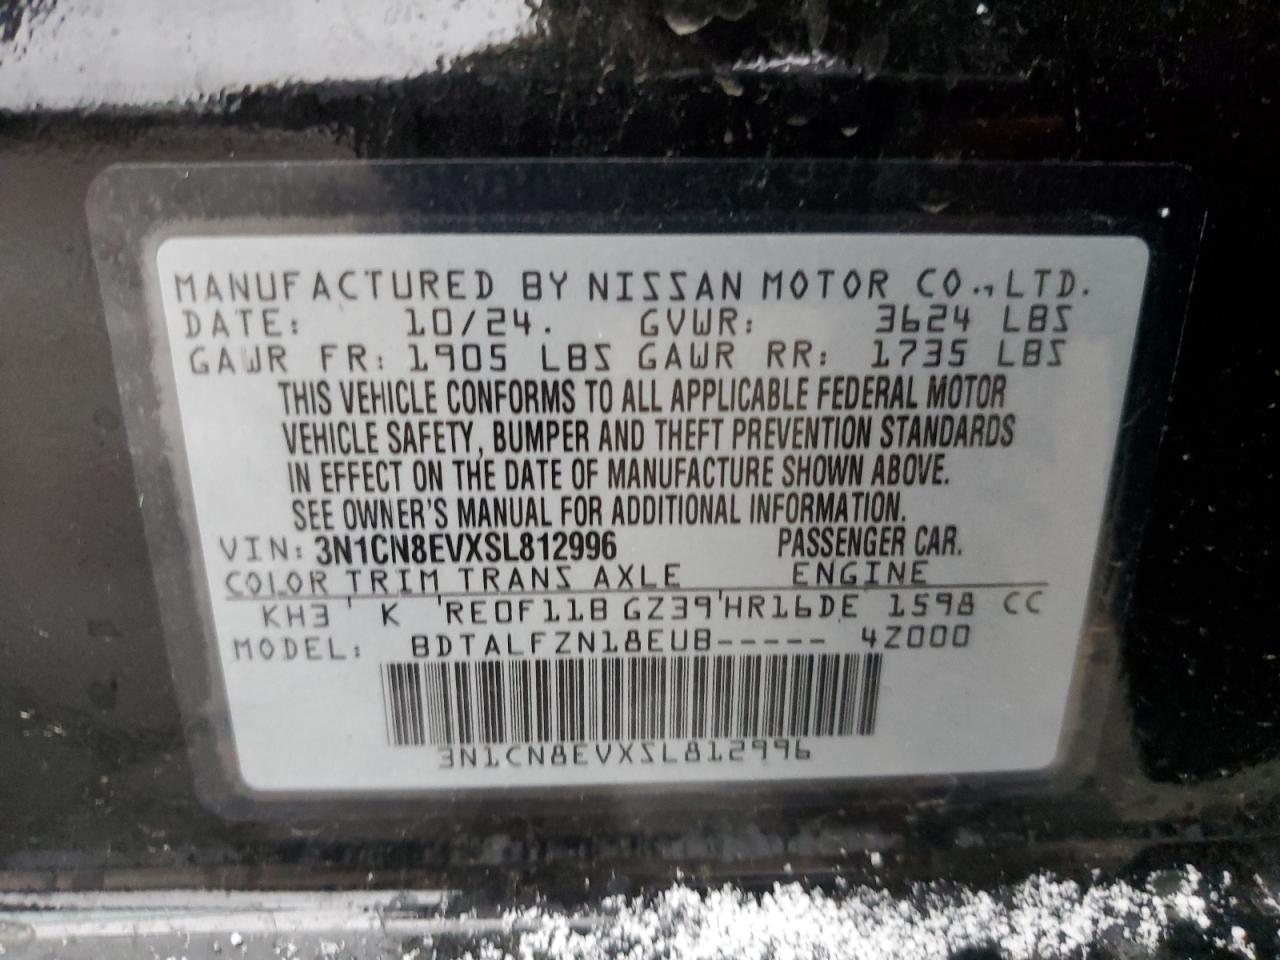 MANUFACTURED BY NISSAN MOTOR CO., LTD.
DATE: 10/24. GVWR: 3624 LBS
GAWR FR: 1905 LBS GAWR RR: 1735 LBS
THIS VEHICLE CONFORMS TO ALL APPLICABLE FEDERAL MOTOR
VEHICLE SAFETY, BUMPER AND THEFT PREVENTION STANDARDS
IN EFFECT ON THE DATE OF MANUFACTURE SHOWN ABOVE.
SEE OWNER'S MANUAL FOR ADDITIONAL INFORMATION.
VIN: 3N1CN8EVXSL812996 PASSENGER CAR.
COLOR TRIM TRANS AXLE ENGINE
KH3 ' K 'RE0F11B GZ39'HR16DE 1598 CC
MODEL: BDTALFZN18EUB----- 4Z000
3N1CN8EVXSL812996